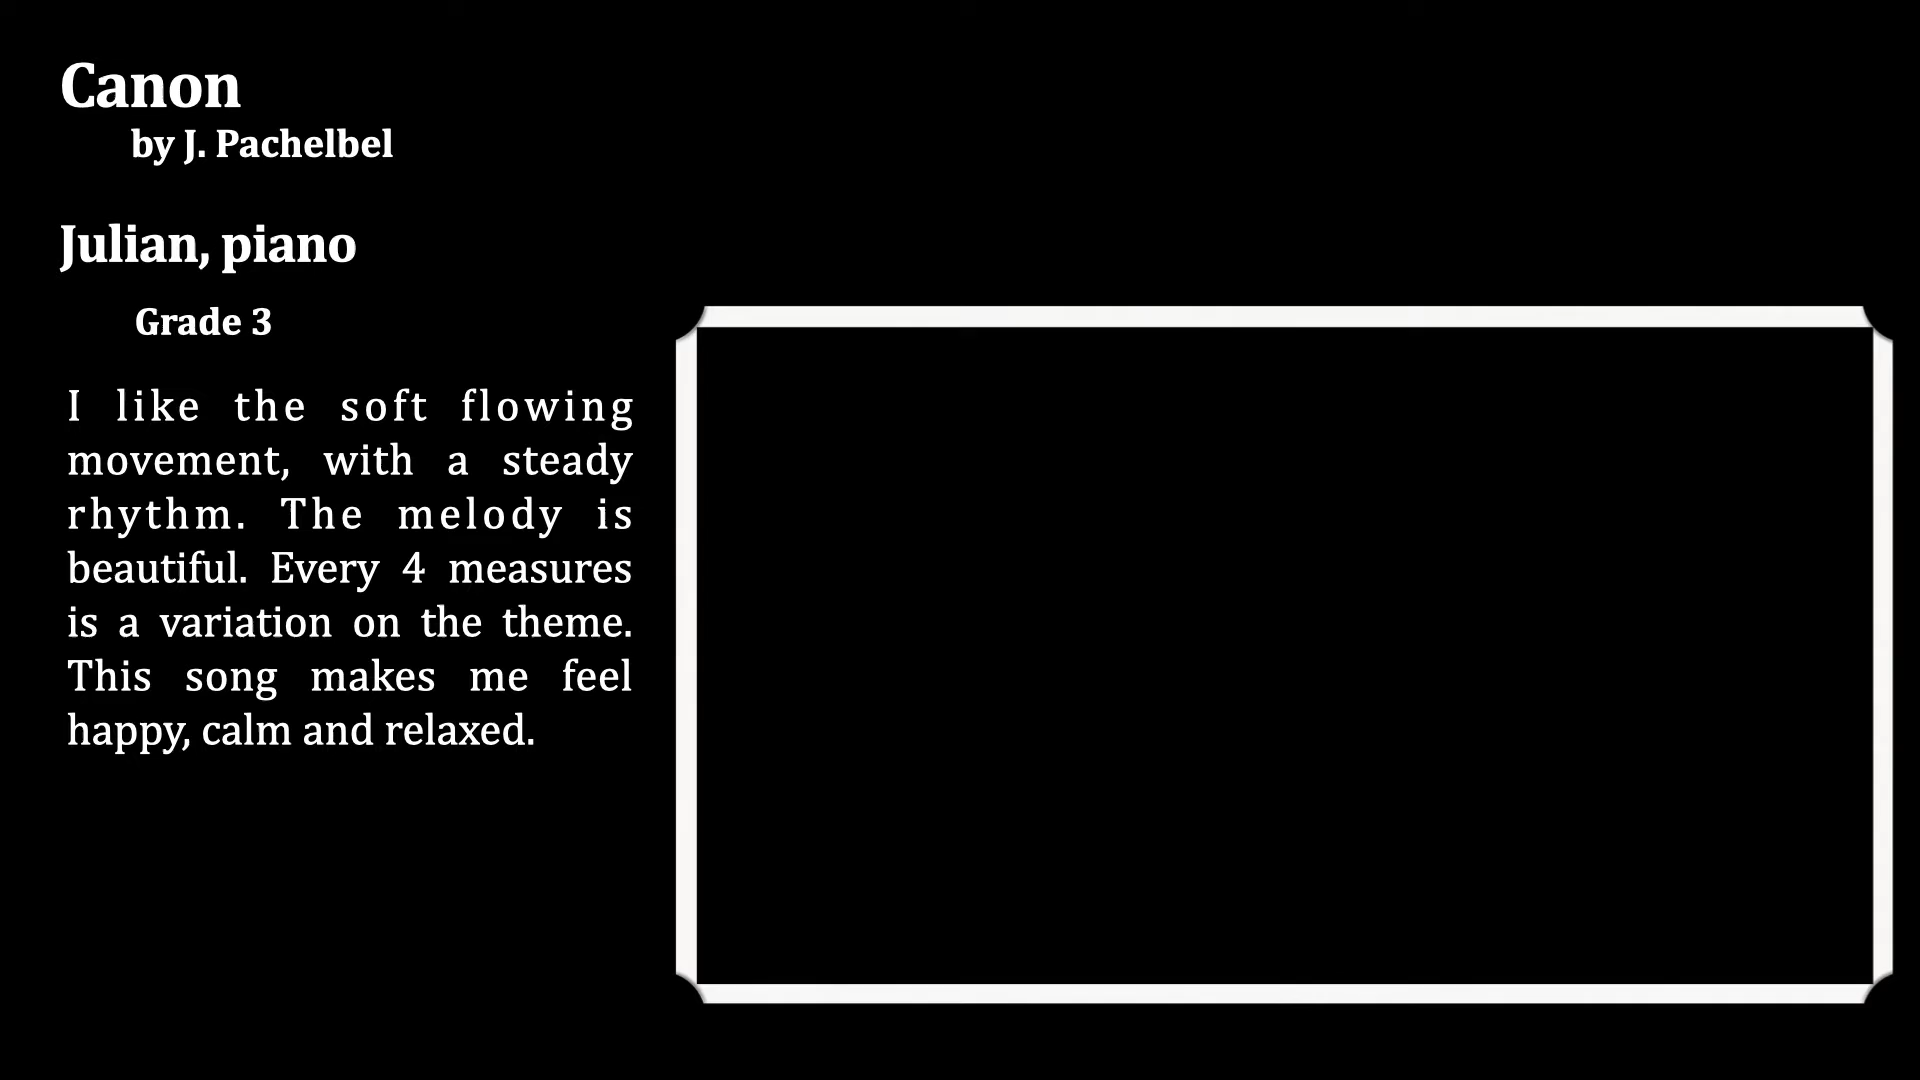 Canon
by J. Pachelbel
Julian, piano
Grade 3
I like the soft flowing
movement, with a steady
rhythm. The melody is
beautiful. Every 4 measures
is a variation on the theme.
This song makes me feel
happy, calm and relaxed.